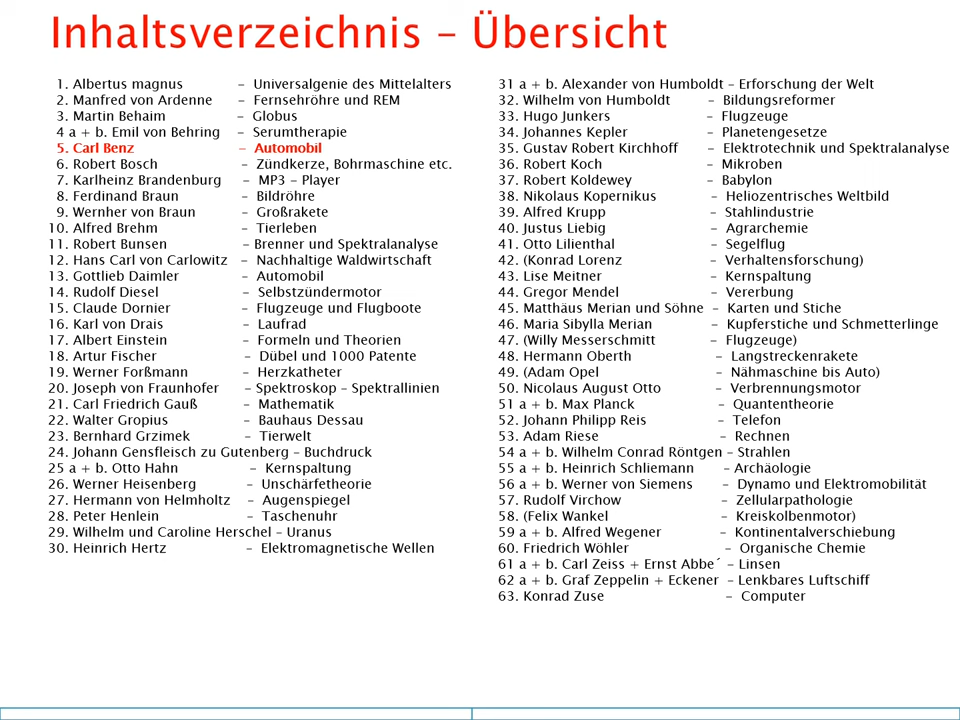 Inhaltsverzeichnis – Übersicht
1. Albertus magnus – Universalgenie des Mittelalters
2. Manfred von Ardenne – Fernsehröhre und REM
3. Martin Behaim – Globus
4 a + b. Emil von Behring – Serumtherapie
5. Carl Benz – Automobil
6. Robert Bosch – Zündkerze, Bohrmaschine etc.
7. Karlheinz Brandenburg – MP3 - Player
8. Ferdinand Braun – Bildröhre
9. Wernher von Braun – Großrakete
10. Alfred Brehm – Tierleben
11. Robert Bunsen – Brenner und Spektralanalyse
12. Hans Carl von Carlowitz – Nachhaltige Waldwirtschaft
13. Gottlieb Daimler – Automobil
14. Rudolf Diesel – Selbstzündermotor
15. Claude Dornier – Flugzeuge und Flugboote
16. Karl von Drais – Laufrad
17. Albert Einstein – Formeln und Theorien
18. Artur Fischer – Dübel und 1000 Patente
19. Werner Forßmann – Herzkatheter
20. Joseph von Fraunhofer – Spektroskop – Spektrallinien
21. Carl Friedrich Gauß – Mathematik
22. Walter Gropius – Bauhaus Dessau
23. Bernhard Grzimek – Tierwelt
24. Johann Gensfleisch zu Gutenberg – Buchdruck
25 a + b. Otto Hahn – Kernspaltung
26. Werner Heisenberg – Unschärfetheorie
27. Hermann von Helmholtz – Augenspiegel
28. Peter Henlein – Taschenuhr
29. Wilhelm und Caroline Herschel – Uranus
30. Heinrich Hertz – Elektromagnetische Wellen
31 a + b. Alexander von Humboldt – Erforschung der Welt
32. Wilhelm von Humboldt – Bildungsreformer
33. Hugo Junkers – Flugzeuge
34. Johannes Kepler – Planetengesetze
35. Gustav Robert Kirchhoff – Elektrotechnik und Spektralanalyse
36. Robert Koch – Mikroben
37. Robert Koldewey – Babylon
38. Nikolaus Kopernikus – Heliozentrisches Weltbild
39. Alfred Krupp – Stahlindustrie
40. Justus Liebig – Agrarchemie
41. Otto Lilienthal – Segelflug
42. (Konrad Lorenz – Verhaltensforschung)
43. Lise Meitner – Kernspaltung
44. Gregor Mendel – Vererbung
45. Matthäus Merian und Söhne – Karten und Stiche
46. Maria Sibylla Merian – Kupferstiche und Schmetterlinge
47. (Willy Messerschmitt – Flugzeuge)
48. Hermann Oberth – Langstreckenrakete
49. (Adam Opel – Nähmaschine bis Auto)
50. Nicolaus August Otto – Verbrennungsmotor
51 a + b. Max Planck – Quantentheorie
52. Johann Philipp Reis – Telefon
53. Adam Riese – Rechnen
54 a + b. Wilhelm Conrad Röntgen – Strahlen
55 a + b. Heinrich Schliemann – Archäologie
56 a + b. Werner von Siemens – Dynamo und Elektromobilität
57. Rudolf Virchow – Zellularpathologie
58. (Felix Wankel – Kreiskolbenmotor)
59 a + b. Alfred Wegener – Kontinentalverschiebung
60. Friedrich Wöhler – Organische Chemie
61 a + b. Carl Zeiss + Ernst Abbe´ – Linsen
62 a + b. Graf Zeppelin + Eckener – Lenkbares Luftschiff
63. Konrad Zuse – Computer